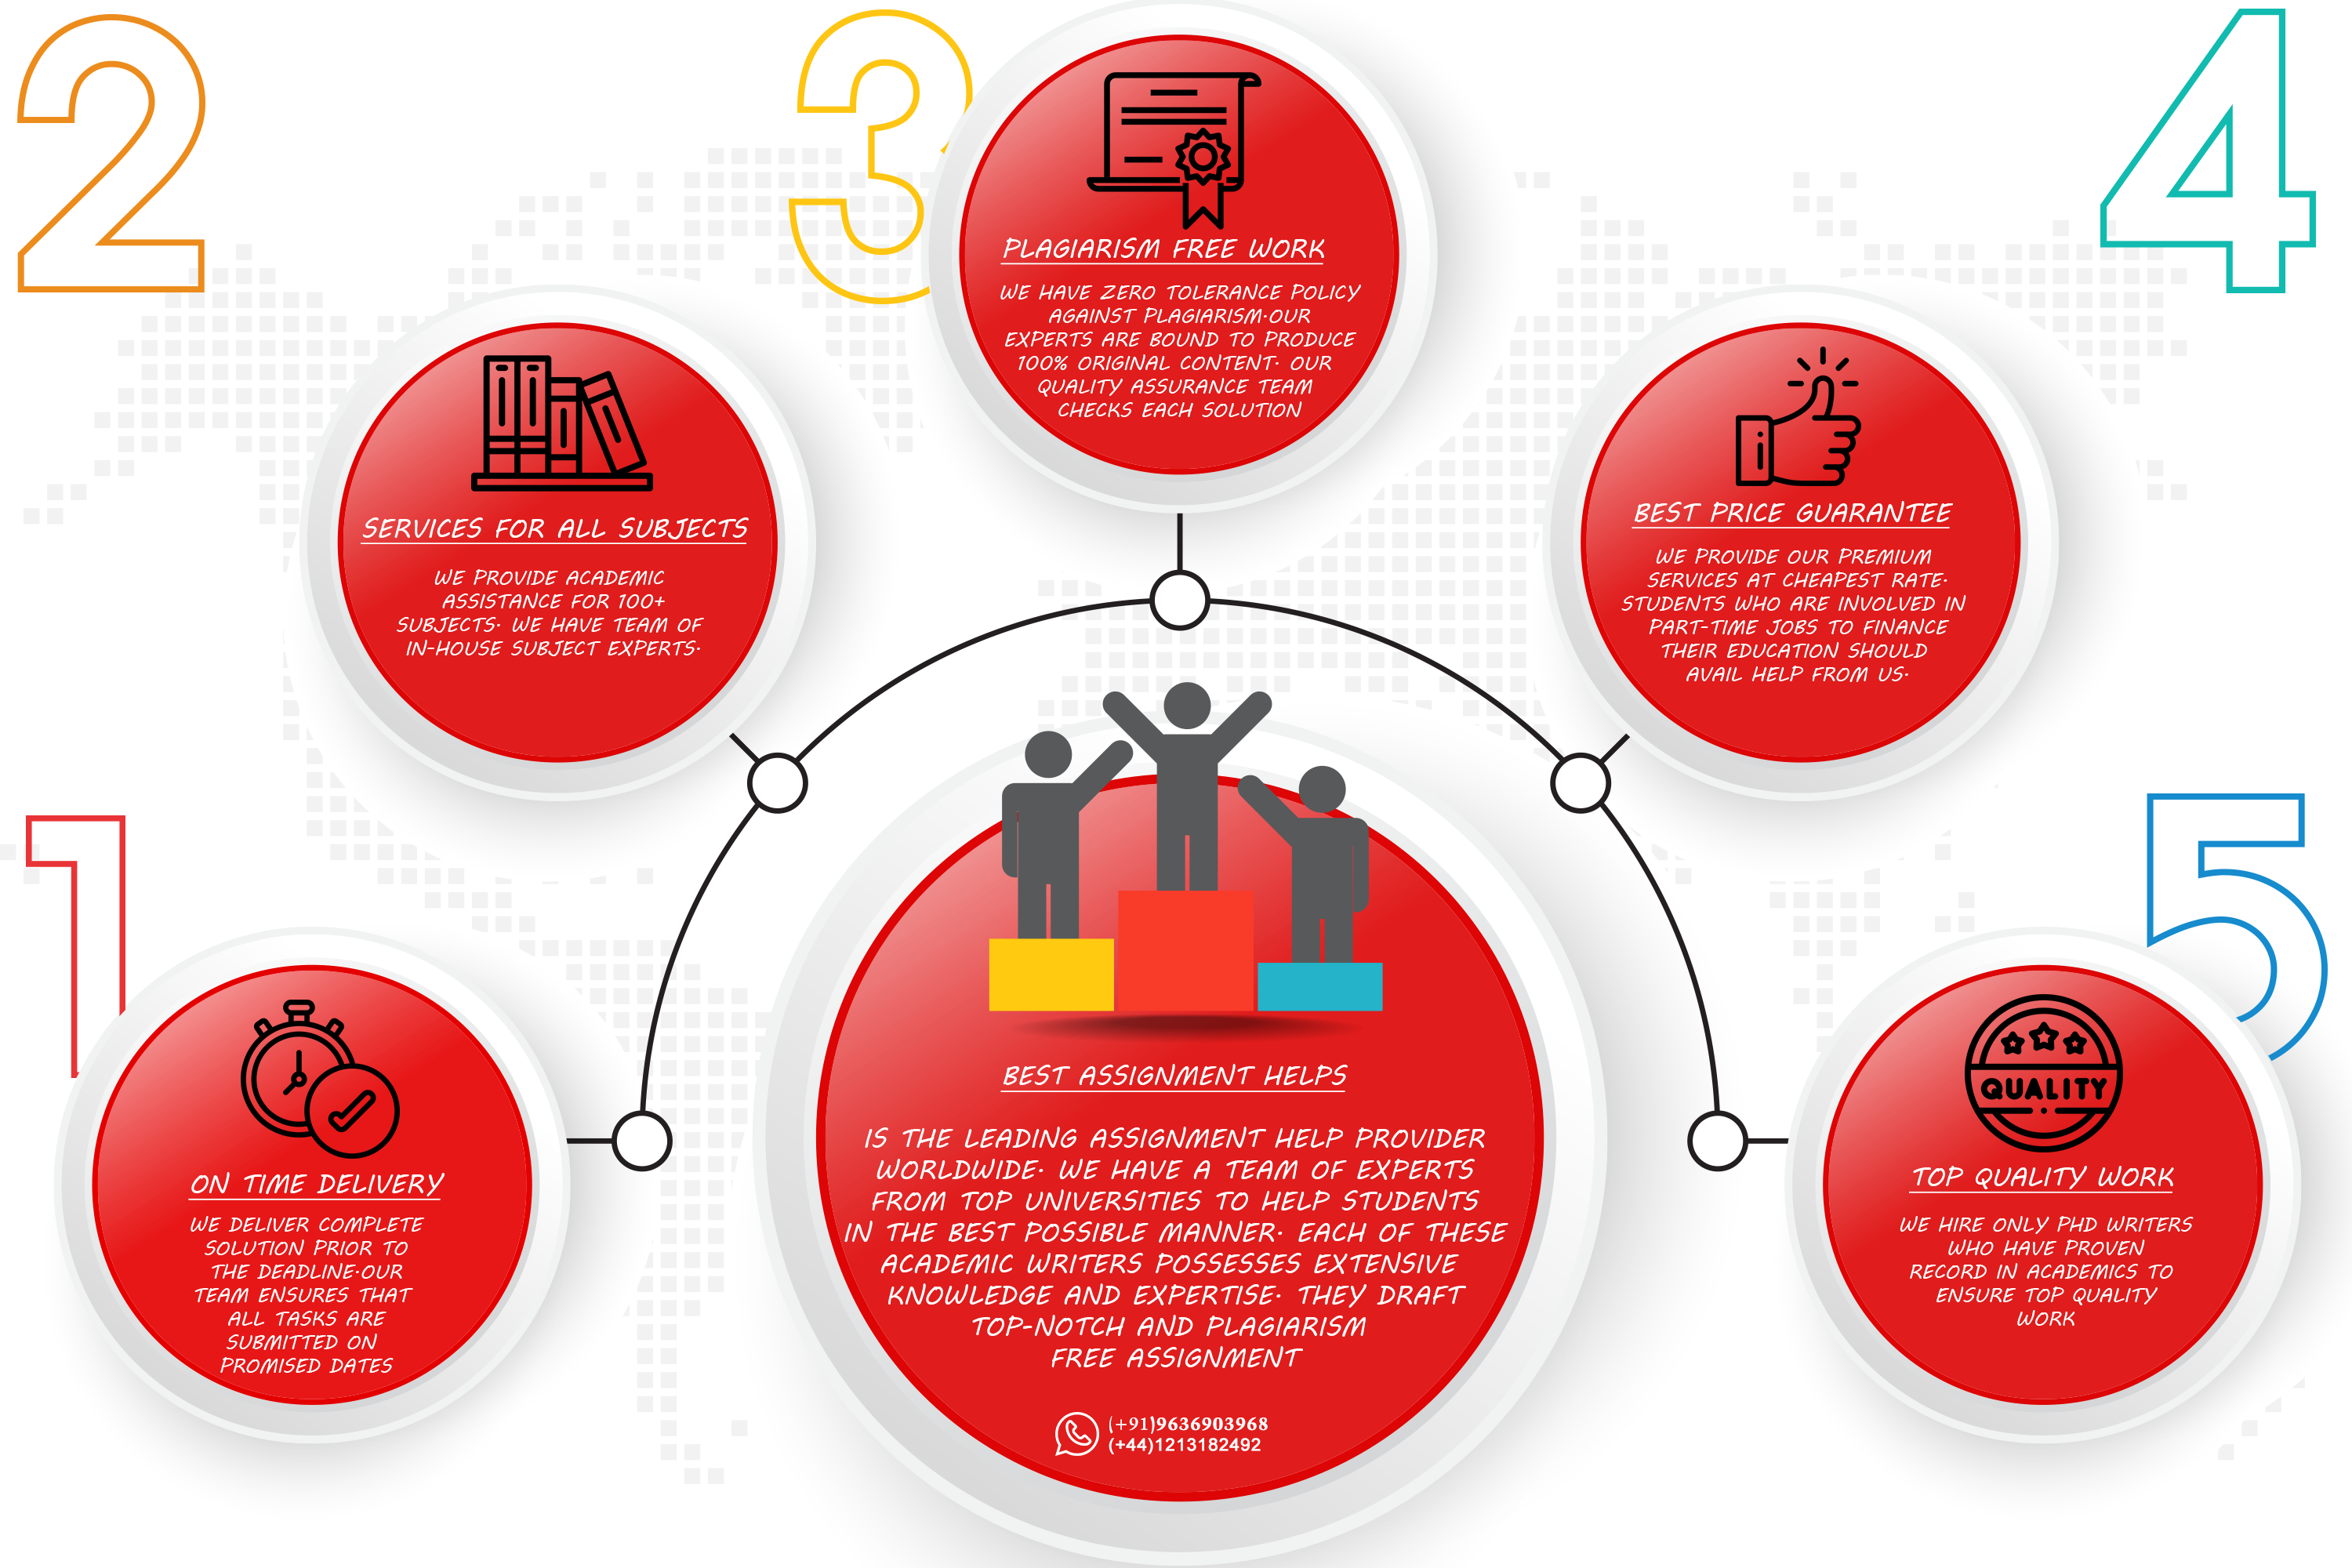 1
ON TIME DELIVERY
WE DELIVER COMPLETE
SOLUTION PRIOR TO
THE DEADLINE.OUR
TEAM ENSURES THAT
ALL TASKS ARE
SUBMITTED ON
PROMISED DATES
2
SERVICES FOR ALL SUBJECTS
WE PROVIDE ACADEMIC
ASSISTANCE FOR 100+
SUBJECTS. WE HAVE TEAM OF
IN-HOUSE SUBJECT EXPERTS.
3
PLAGIARISM FREE WORK
WE HAVE ZERO TOLERANCE POLICY
AGAINST PLAGIARISM.OUR
EXPERTS ARE BOUND TO PRODUCE
100% ORIGINAL CONTENT. OUR
QUALITY ASSURANCE TEAM
CHECKS EACH SOLUTION
4
BEST PRICE GUARANTEE
WE PROVIDE OUR PREMIUM
SERVICES AT CHEAPEST RATE.
STUDENTS WHO ARE INVOLVED IN
PART-TIME JOBS TO FINANCE
THEIR EDUCATION SHOULD
AVAIL HELP FROM US.
5
QUALITY
TOP QUALITY WORK
WE HIRE ONLY PHD WRITERS
WHO HAVE PROVEN
RECORD IN ACADEMICS TO
ENSURE TOP QUALITY
WORK
BEST ASSIGNMENT HELPS
IS THE LEADING ASSIGNMENT HELP PROVIDER
WORLDWIDE. WE HAVE A TEAM OF EXPERTS
FROM TOP UNIVERSITIES TO HELP STUDENTS
IN THE BEST POSSIBLE MANNER. EACH OF THESE
ACADEMIC WRITERS POSSESSES EXTENSIVE
KNOWLEDGE AND EXPERTISE. THEY DRAFT
TOP-NOTCH AND PLAGIARISM
FREE ASSIGNMENT
(+91)9636903968
(+44)1213182492